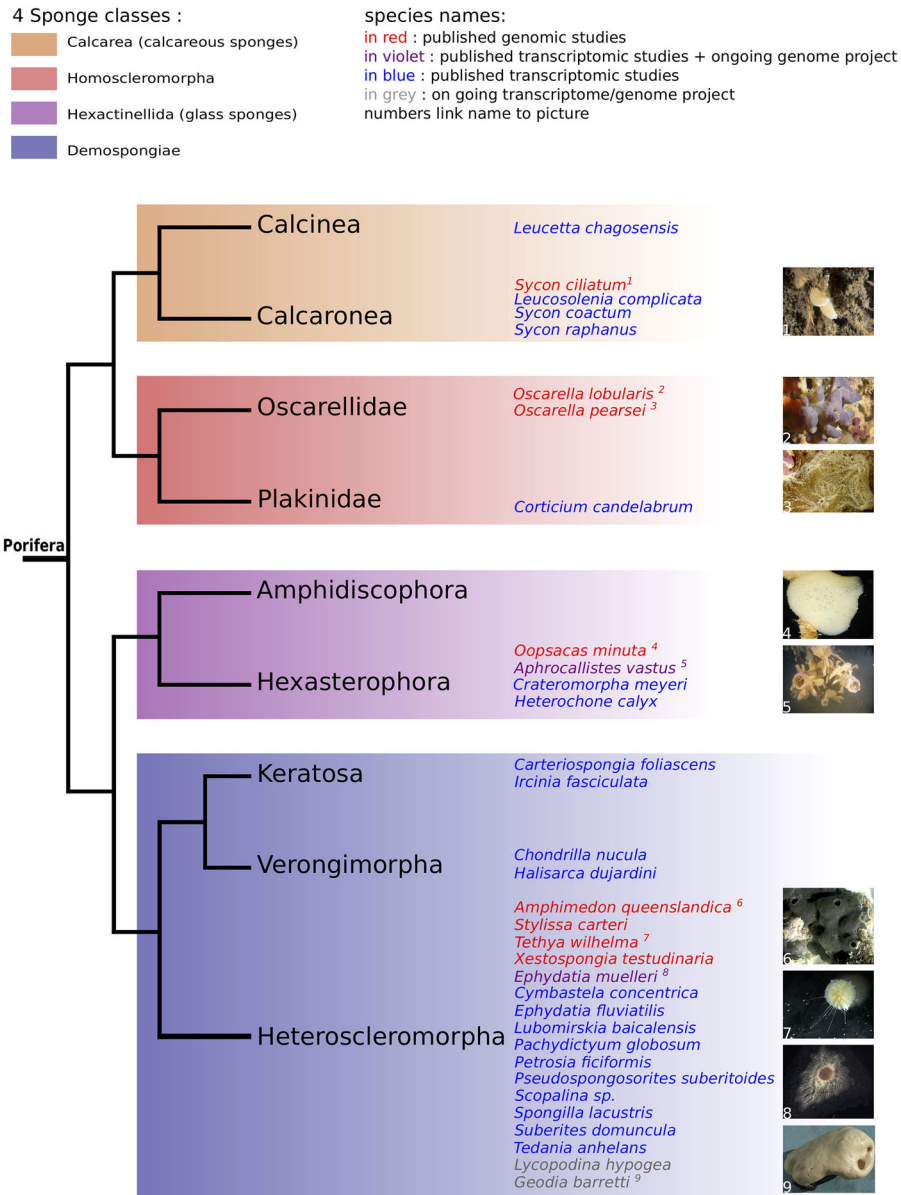 4 Sponge classes :
Calcarea (calcareous sponges)
Homoscleromorpha
Hexactinellida (glass sponges)
Demospongiae
species names:
in red : published genomic studies
in violet : published transcriptomic studies + ongoing genome project
in blue : published transcriptomic studies
in grey : on going transcriptome/genome project
numbers link name to picture
Porifera
Calcinea
Leucetta chagosensis
Calcaronea
Sycon ciliatum1
Leucosolenia complicata
Sycon coactum
Sycon raphanus
1
Oscarellidae
Oscarella lobularis 2
Oscarella pearsei 3
2
Plakinidae
Corticium candelabrum
3
Amphidiscophora
4
Hexasterophora
Oopsacas minuta 4
Aphrocallistes vastus 5
Crateromorpha meyeri
Heterochone calyx
5
Keratosa
Carteriospongia foliascens
Ircinia fasciculata
Verongimorpha
Chondrilla nucula
Halisarca dujardini
Heteroscleromorpha
Amphimedon queenslandica 6
Stylissa carteri
Tethya wilhelma 7
Xestospongia testudinaria
Ephydatia muelleri 8
Cymbastela concentrica
Ephydatia fluviatilis
Lubomirskia baicalensis
Pachydictyum globosum
Petrosia ficiformis
Pseudospongosorites suberitoides
Scopalina sp.
Spongilla lacustris
Suberites domuncula
Tedania anhelans
Lycopodina hypogea
Geodia barretti 9
6
7
8
9